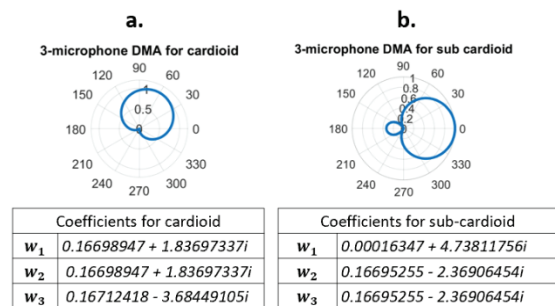 a.
3-microphone DMA for cardioid
90
120 60
150 30
1
0.5
180 0 0
210 330
240 300
270
Coefficients for cardioid
w₁ 0.16698947 + 1.83697337i
w₂ 0.16698947 + 1.83697337i
w₃ 0.16712418 - 3.68449105i
b.
3-microphone DMA for sub cardioid
90
120 60
1
0.8
150 0.6 30
0.4
0.2
180 0 0
210 330
240 300
270
Coefficients for sub-cardioid
w₁ 0.00016347 + 4.73811756i
w₂ 0.16695255 - 2.36906454i
w₃ 0.16695255 - 2.36906454i